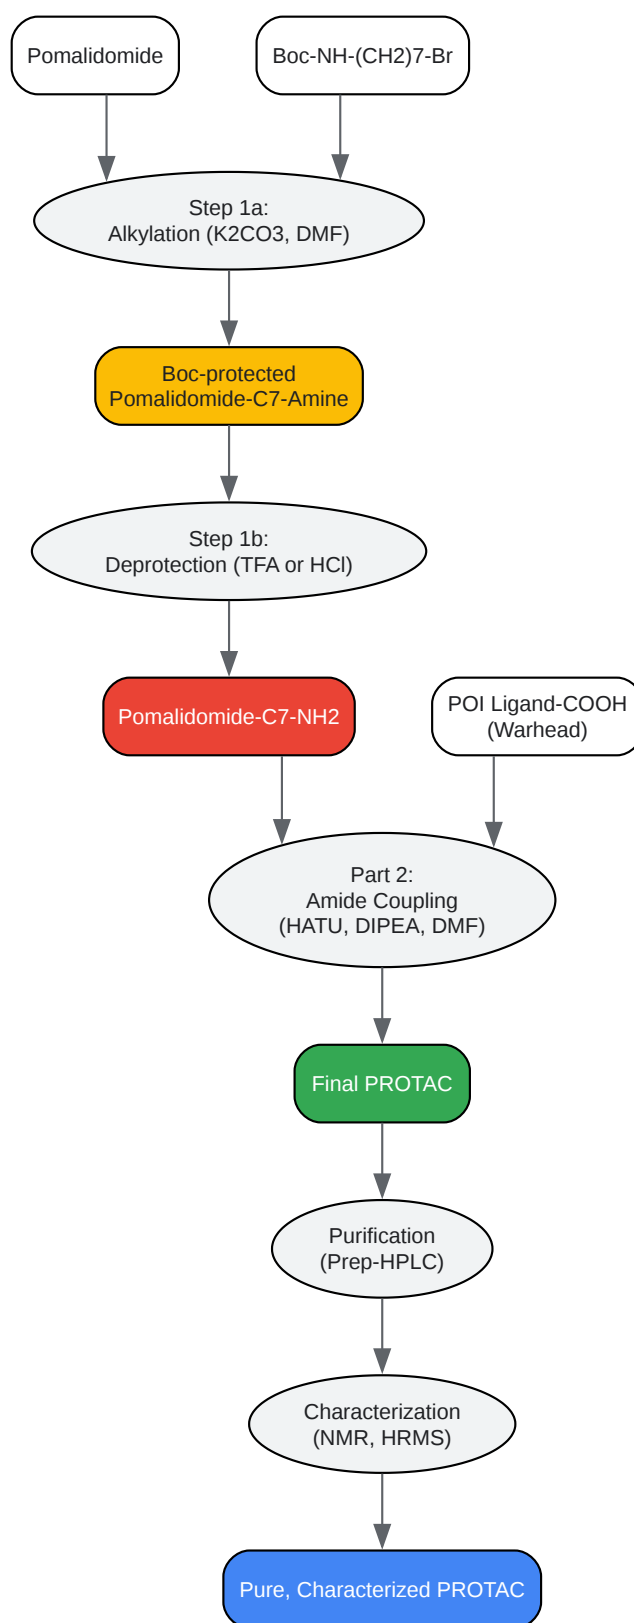 Pomalidomide
Boc-NH-(CH2)7-Br
Step 1a:
Alkylation (K2CO3, DMF)
Boc-protected
Pomalidomide-C7-Amine
Step 1b:
Deprotection (TFA or HCl)
Pomalidomide-C7-NH2
POI Ligand-COOH
(Warhead)
Part 2:
Amide Coupling
(HATU, DIPEA, DMF)
Final PROTAC
Purification
(Prep-HPLC)
Characterization
(NMR, HRMS)
Pure, Characterized PROTAC